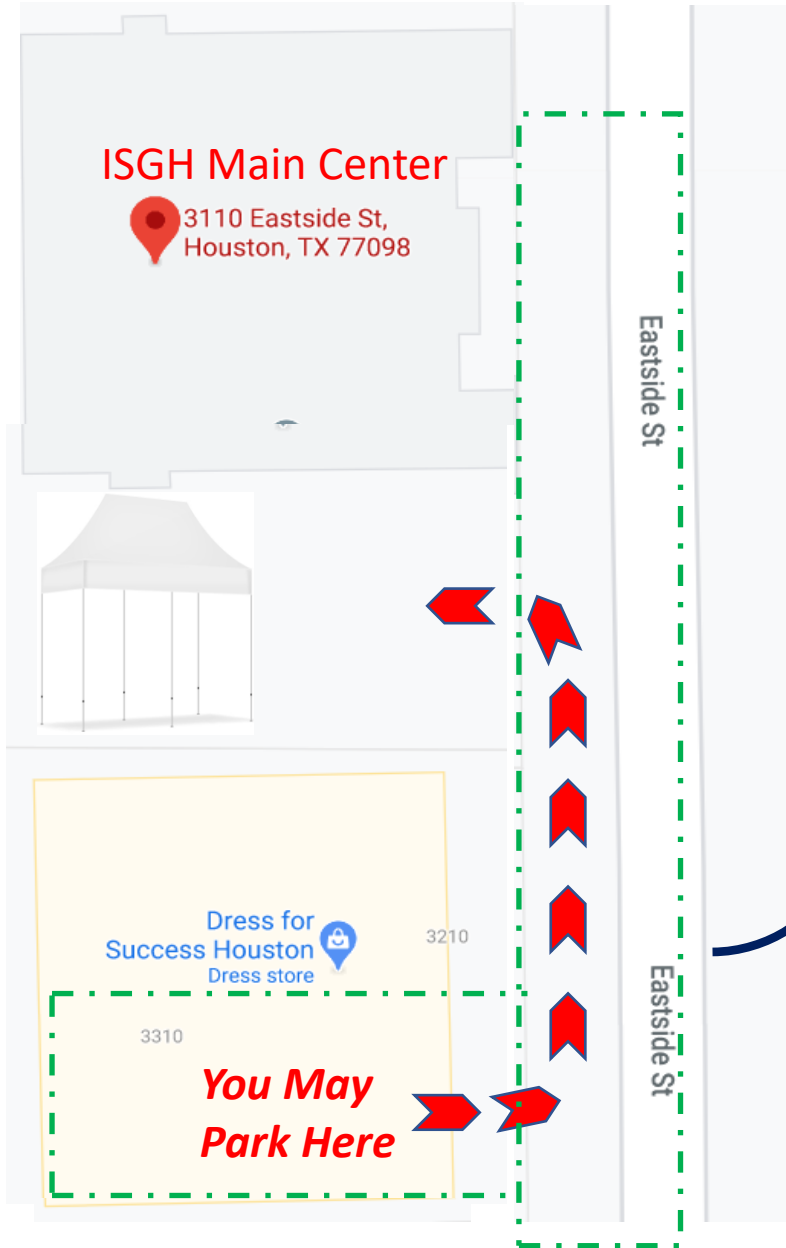 ISGH Main Center
3110 Eastside St,
Houston, TX 77098
Eastside St
Dress for
Success Houston
Dress store
3210
3310
Eastside St
You May
Park Here